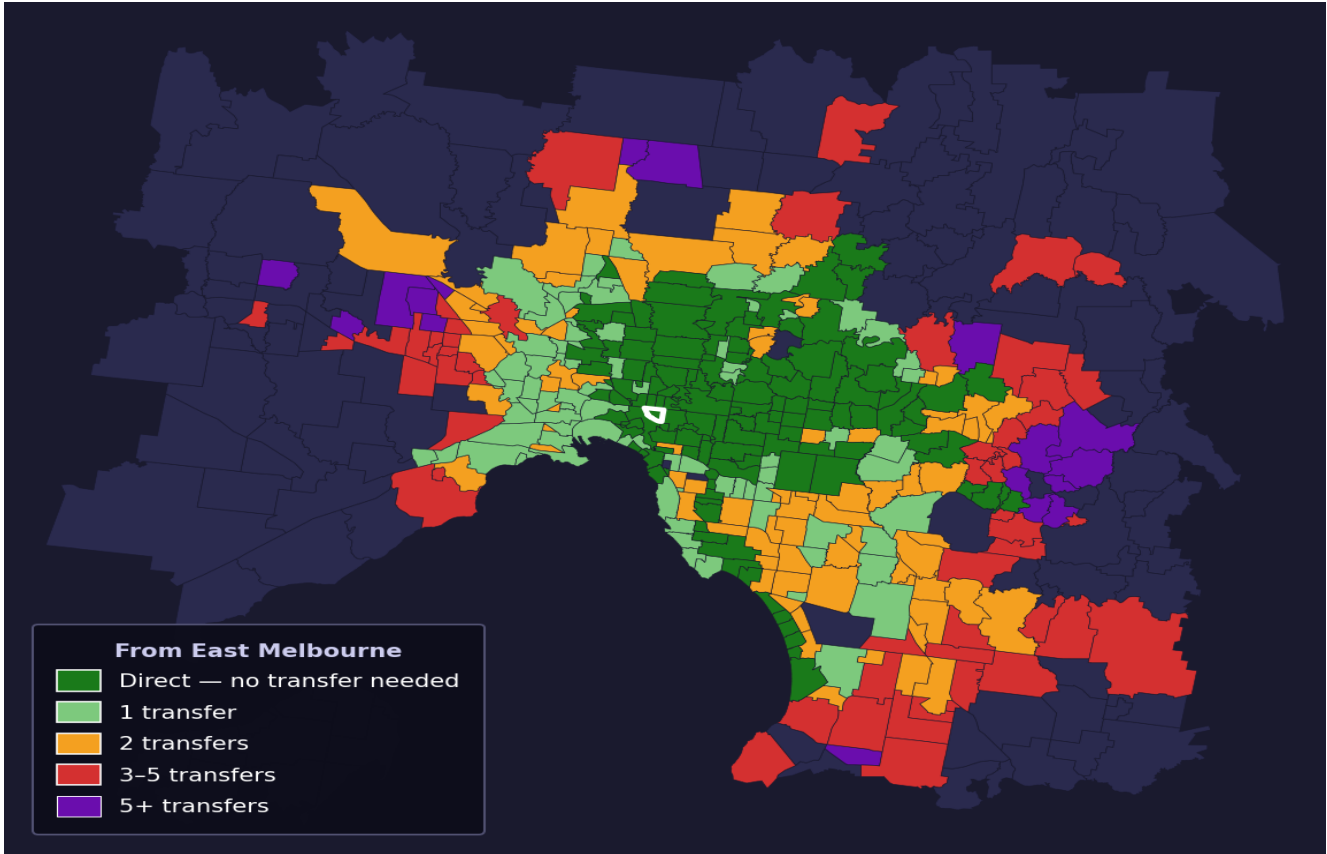 From East Melbourne
Direct — no transfer needed
1 transfer
2 transfers
3–5 transfers
5+ transfers